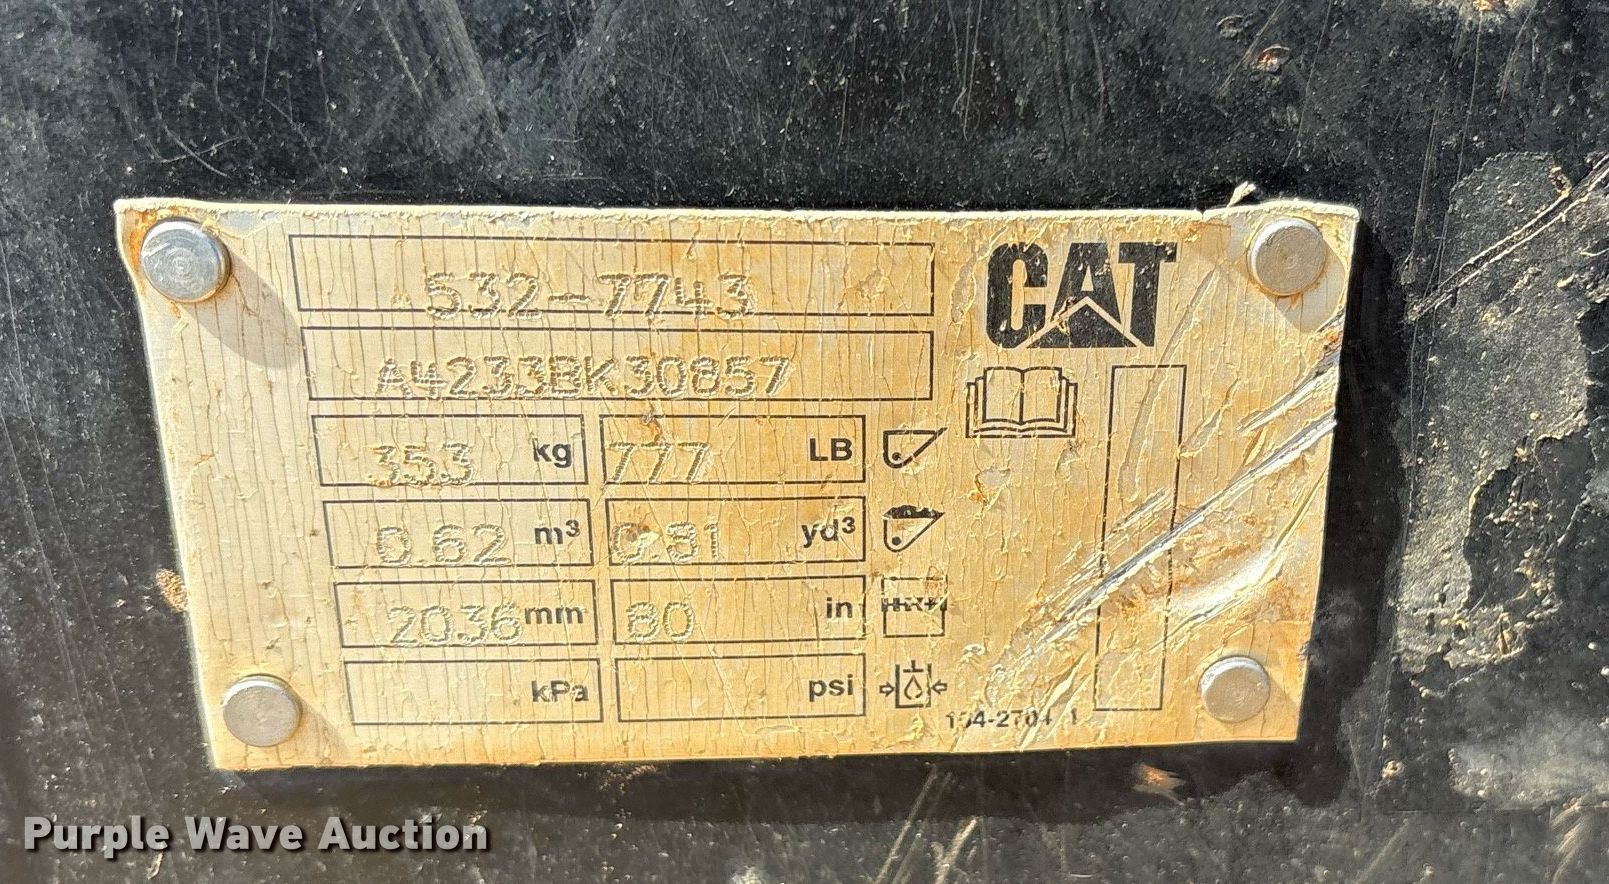 532-7743
CAT
A4233BK30857
353 kg 777 LB
0.62 m³ 0.81 yd³
2036 mm 80 in
kPa psi
Purple Wave Auction